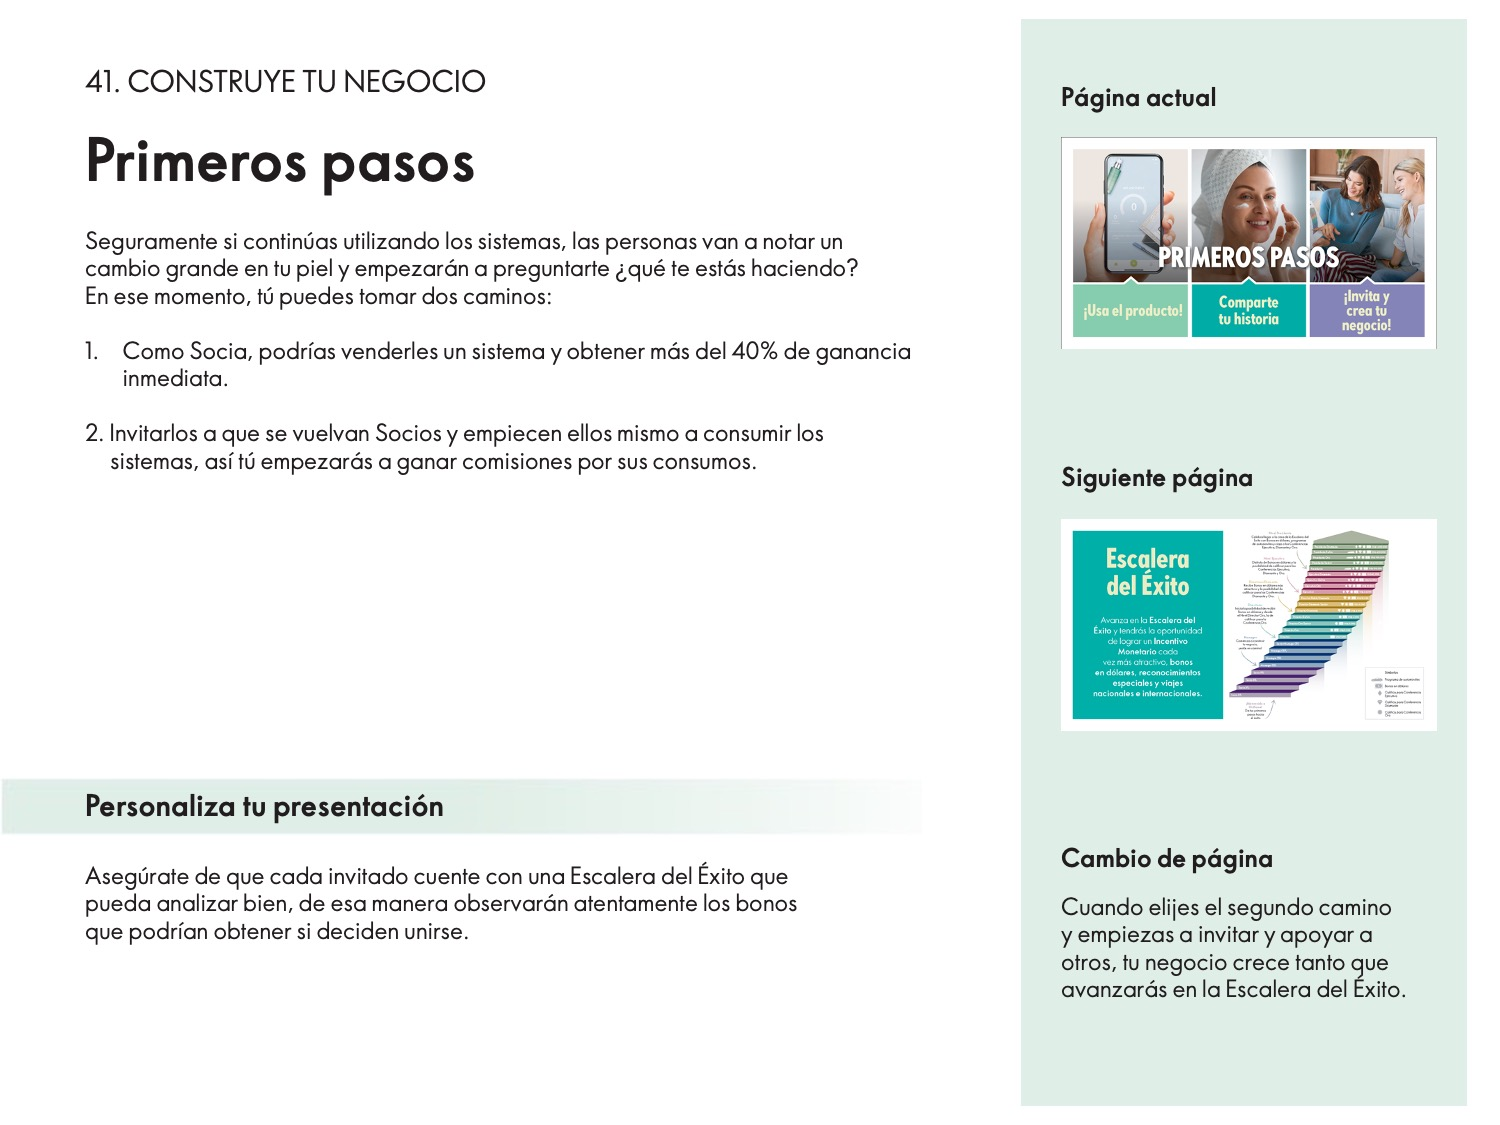 41. CONSTRUYE TU NEGOCIO
Primeros pasos
Seguramente si continúas utilizando los sistemas, las personas van a notar un
cambio grande en tu piel y empezarán a preguntarte ¿qué te estás haciendo?
En ese momento, tú puedes tomar dos caminos:
1. Como Socia, podrías venderles un sistema y obtener más del 40% de ganancia
inmediata.
2. Invitarlos a que se vuelvan Socios y empiecen ellos mismo a consumir los
sistemas, así tú empezarás a ganar comisiones por sus consumos.
Personaliza tu presentación
Asegúrate de que cada invitado cuente con una Escalera del Éxito que
pueda analizar bien, de esa manera observarán atentamente los bonos
que podrían obtener si deciden unirse.
Página actual
PRIMEROS PASOS
¡Usa el producto!
Comparte
tu historia
¡Invita y
crea tu
negocio!
Siguiente página
Escalera
del Éxito
Avanza en la Escalera del
Éxito y tendrás la oportunidad
de lograr un Incentivo
Monetario cada
vez más atractivo, bonos
en dólares, reconocimientos
especiales y viajes
nacionales e internacionales.
Cambio de página
Cuando elijes el segundo camino
y empiezas a invitar y apoyar a
otros, tu negocio crece tanto que
avanzarás en la Escalera del Éxito.